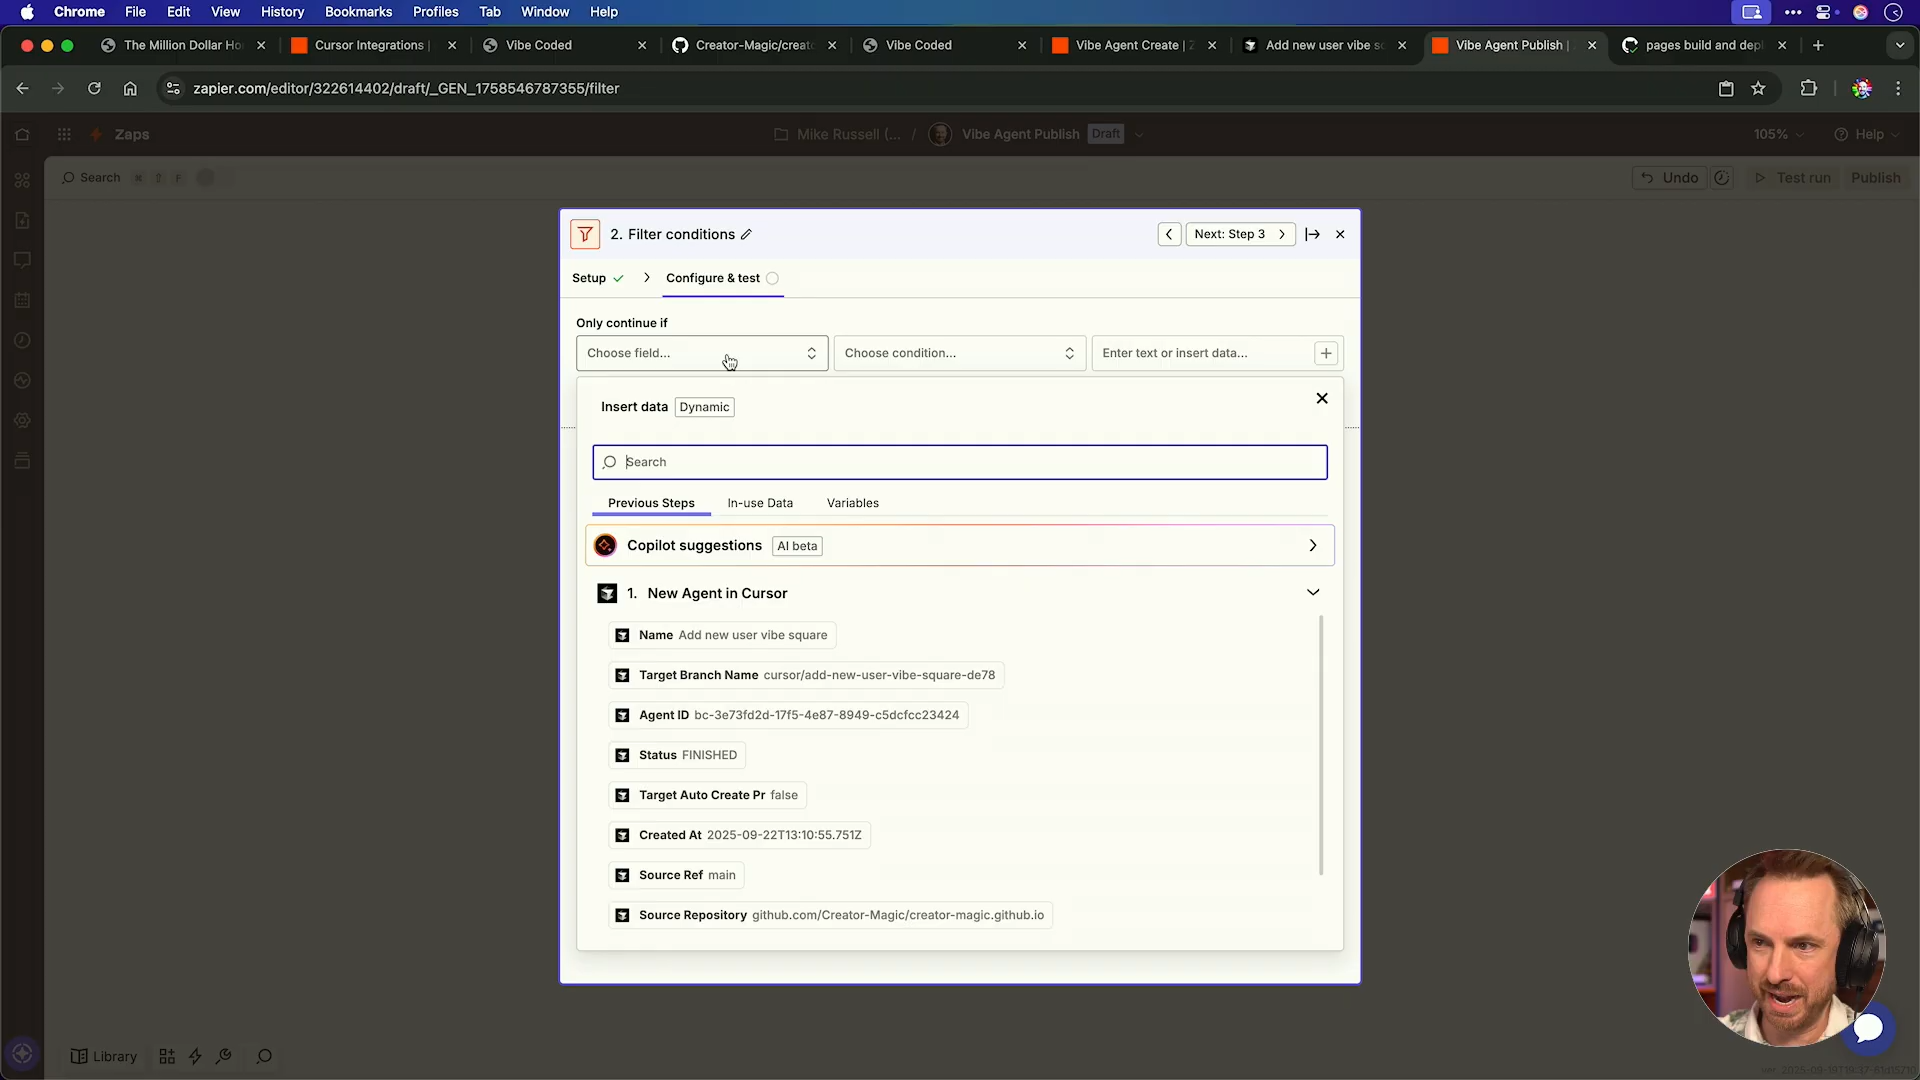 Chrome File Edit View History Bookmarks Profiles Tab Window Help
The Million Dollar Ho
Cursor Integrations |
Vibe Coded
Creator-Magic/creato
Vibe Coded
Vibe Agent Create | Z
Add new user vibe sq
Vibe Agent Publish |
pages build and depl
zapier.com/editor/322614402/draft/_GEN_1758546787355/filter
Zaps
Mike Russell (... / Vibe Agent Publish Draft
105%
Help
Search ⌘ ⇧ F
Undo
Test run
Publish
2. Filter conditions
Next: Step 3
Setup
Configure & test
Only continue if
Choose field...
Choose condition...
Enter text or insert data...
Insert data Dynamic
Search
Previous Steps
In-use Data
Variables
Copilot suggestions AI beta
1. New Agent in Cursor
Name Add new user vibe square
Target Branch Name cursor/add-new-user-vibe-square-de78
Agent ID bc-3e73fd2d-17f5-4e87-8949-c5dcfcc23424
Status FINISHED
Target Auto Create Pr false
Created At 2025-09-22T13:10:55.751Z
Source Ref main
Source Repository github.com/Creator-Magic/creator-magic.github.io
Library